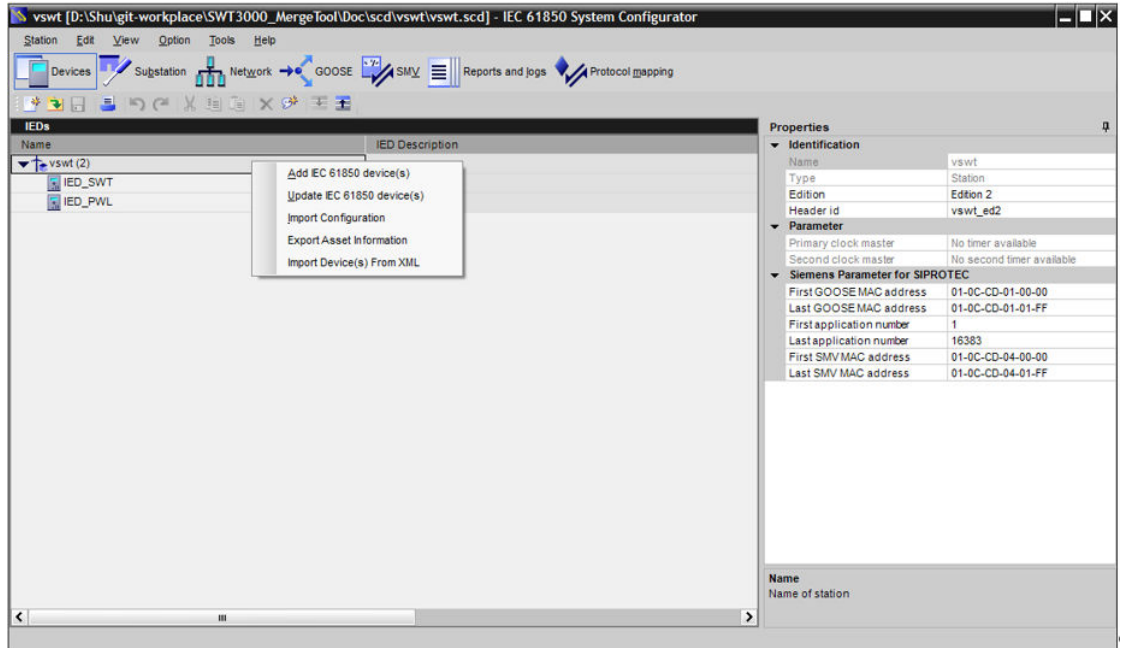 vswt [D:\Shu\git-workplace\SWT3000_MergeTool\Doc\scd\vswt\vswt.scd] - IEC 61850 System Configurator
Station Edit View Option Tools Help
Devices Substation Network GOOSE SMV Reports and logs Protocol mapping
IEDs
Name IED Description
vswt (2)
IED_SWT
IED_PWL
Add IEC 61850 device(s)
Update IEC 61850 device(s)
Import Configuration
Export Asset Information
Import Device(s) From XML
Properties
Identification
Name vswt
Type Station
Edition Edition 2
Header id vswt_ed2
Parameter
Primary clock master No timer available
Second clock master No second timer available
Siemens Parameter for SIPROTEC
First GOOSE MAC address 01-0C-CD-01-00-00
Last GOOSE MAC address 01-0C-CD-01-01-FF
First application number 1
Last application number 16383
First SMV MAC address 01-0C-CD-04-00-00
Last SMV MAC address 01-0C-CD-04-01-FF
Name
Name of station